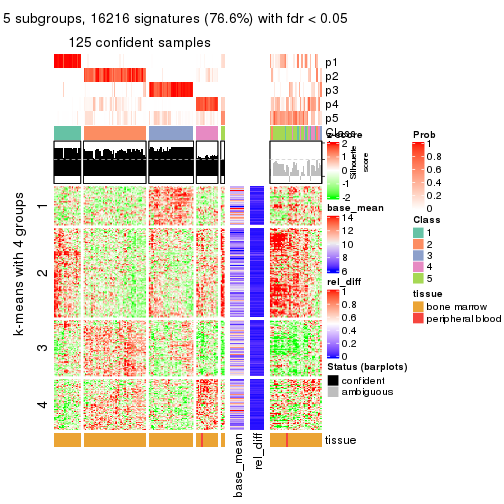 5 subgroups, 16216 signatures (76.6%) with fdr < 0.05
125 confident samples
p1
p2
p3
p4
p5
Class
Silhouette
score
k-means with 4 groups
1
2
3
4
base_mean
rel_diff
tissue
z-score
2
1
0
-1
-2
base_mean
14
12
10
8
6
rel_diff
1
0.8
0.6
0.4
0.2
0
Status (barplots)
confident
ambiguous
Prob
1
0.8
0.6
0.4
0.2
0
Class
1
2
3
4
5
tissue
bone marrow
peripheral blood